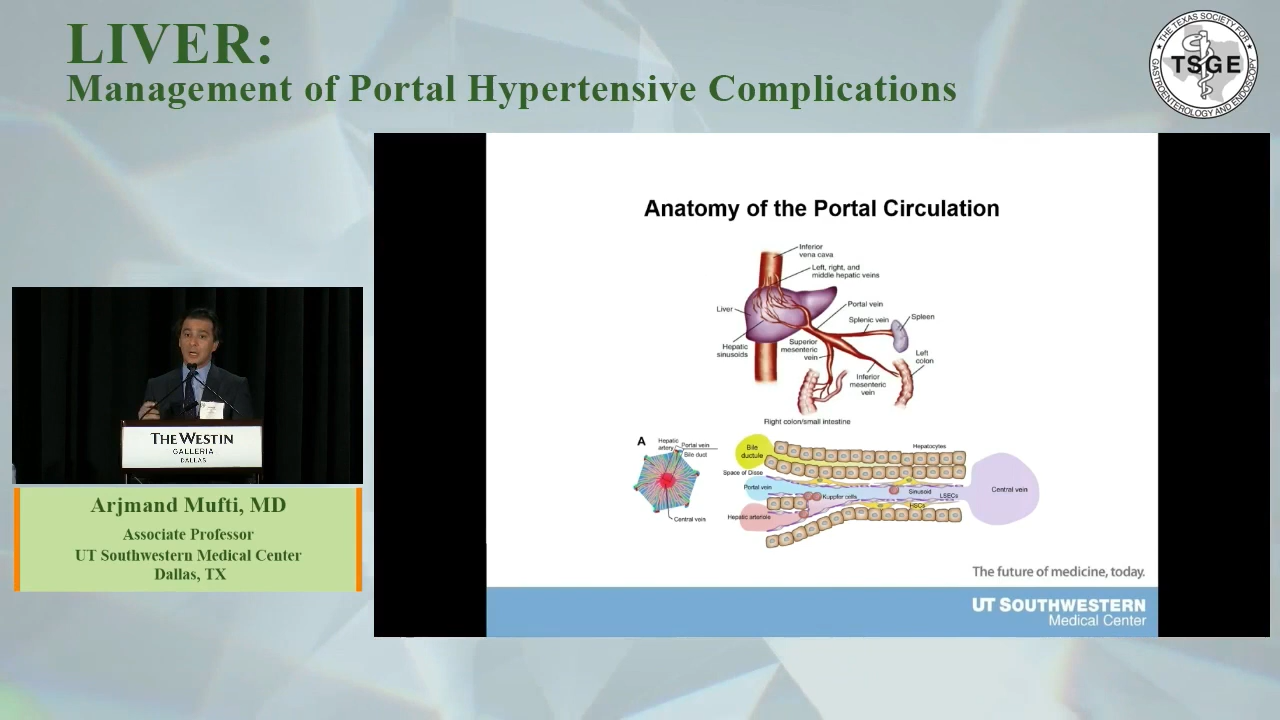 LIVER:
Management of Portal Hypertensive Complications
THE TEXAS SOCIETY FOR
TSGE
GASTROENTEROLOGY AND ENDOSCOPY
Anatomy of the Portal Circulation
Inferior
vena cava
Left, right, and
middle hepatic veins
Liver
Portal vein
Splenic vein
Spleen
Hepatic
sinusoids
Superior
mesenteric
vein
Left
colon
Inferior
mesenteric
vein
Right colon/small intestine
A
Hepatic
artery
Portal vein
Bile duct
Central vein
Bile
ductule
Hepatocytes
Space of Disse
Portal vein
Kuppfer cells
Sinusoid
LSECs
Central vein
Hepatic arteriole
HSCs
The future of medicine, today.
UT SOUTHWESTERN
Medical Center
THE WESTIN
GALLERIA
DALLAS
Arjmand Mufti, MD
Associate Professor
UT Southwestern Medical Center
Dallas, TX